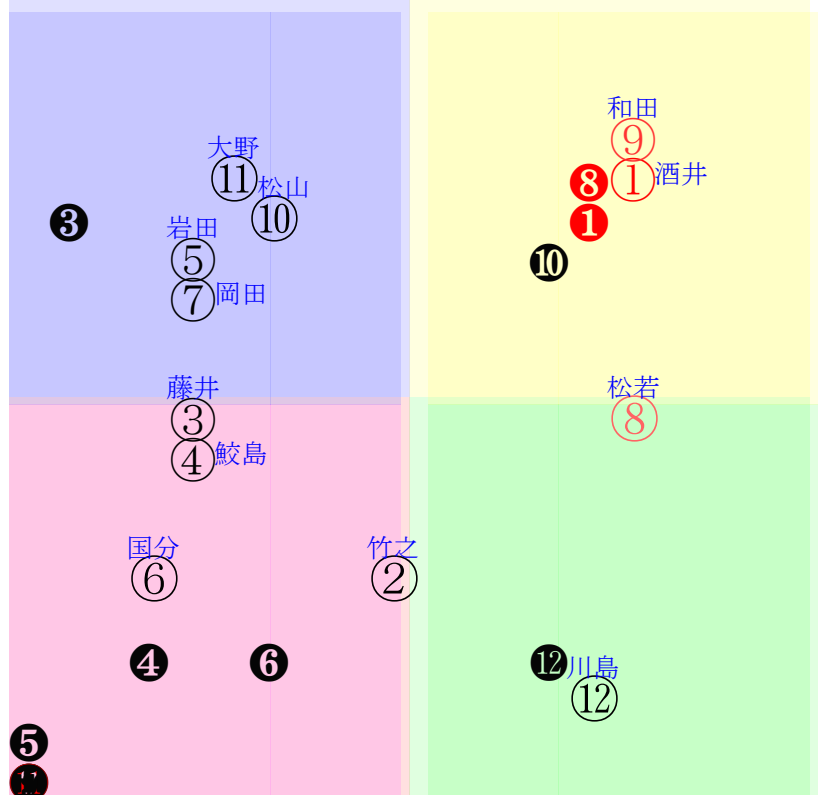 和田
⑨
大野
⑪
酒井
①
❽
松山
⑩
❸
❶
岩田
⑤
❿
岡田
⑦
藤井
③
松若
⑧
鮫島
④
国分
⑥
竹之
②
❹
❻
⓬
川島
⑫
❺